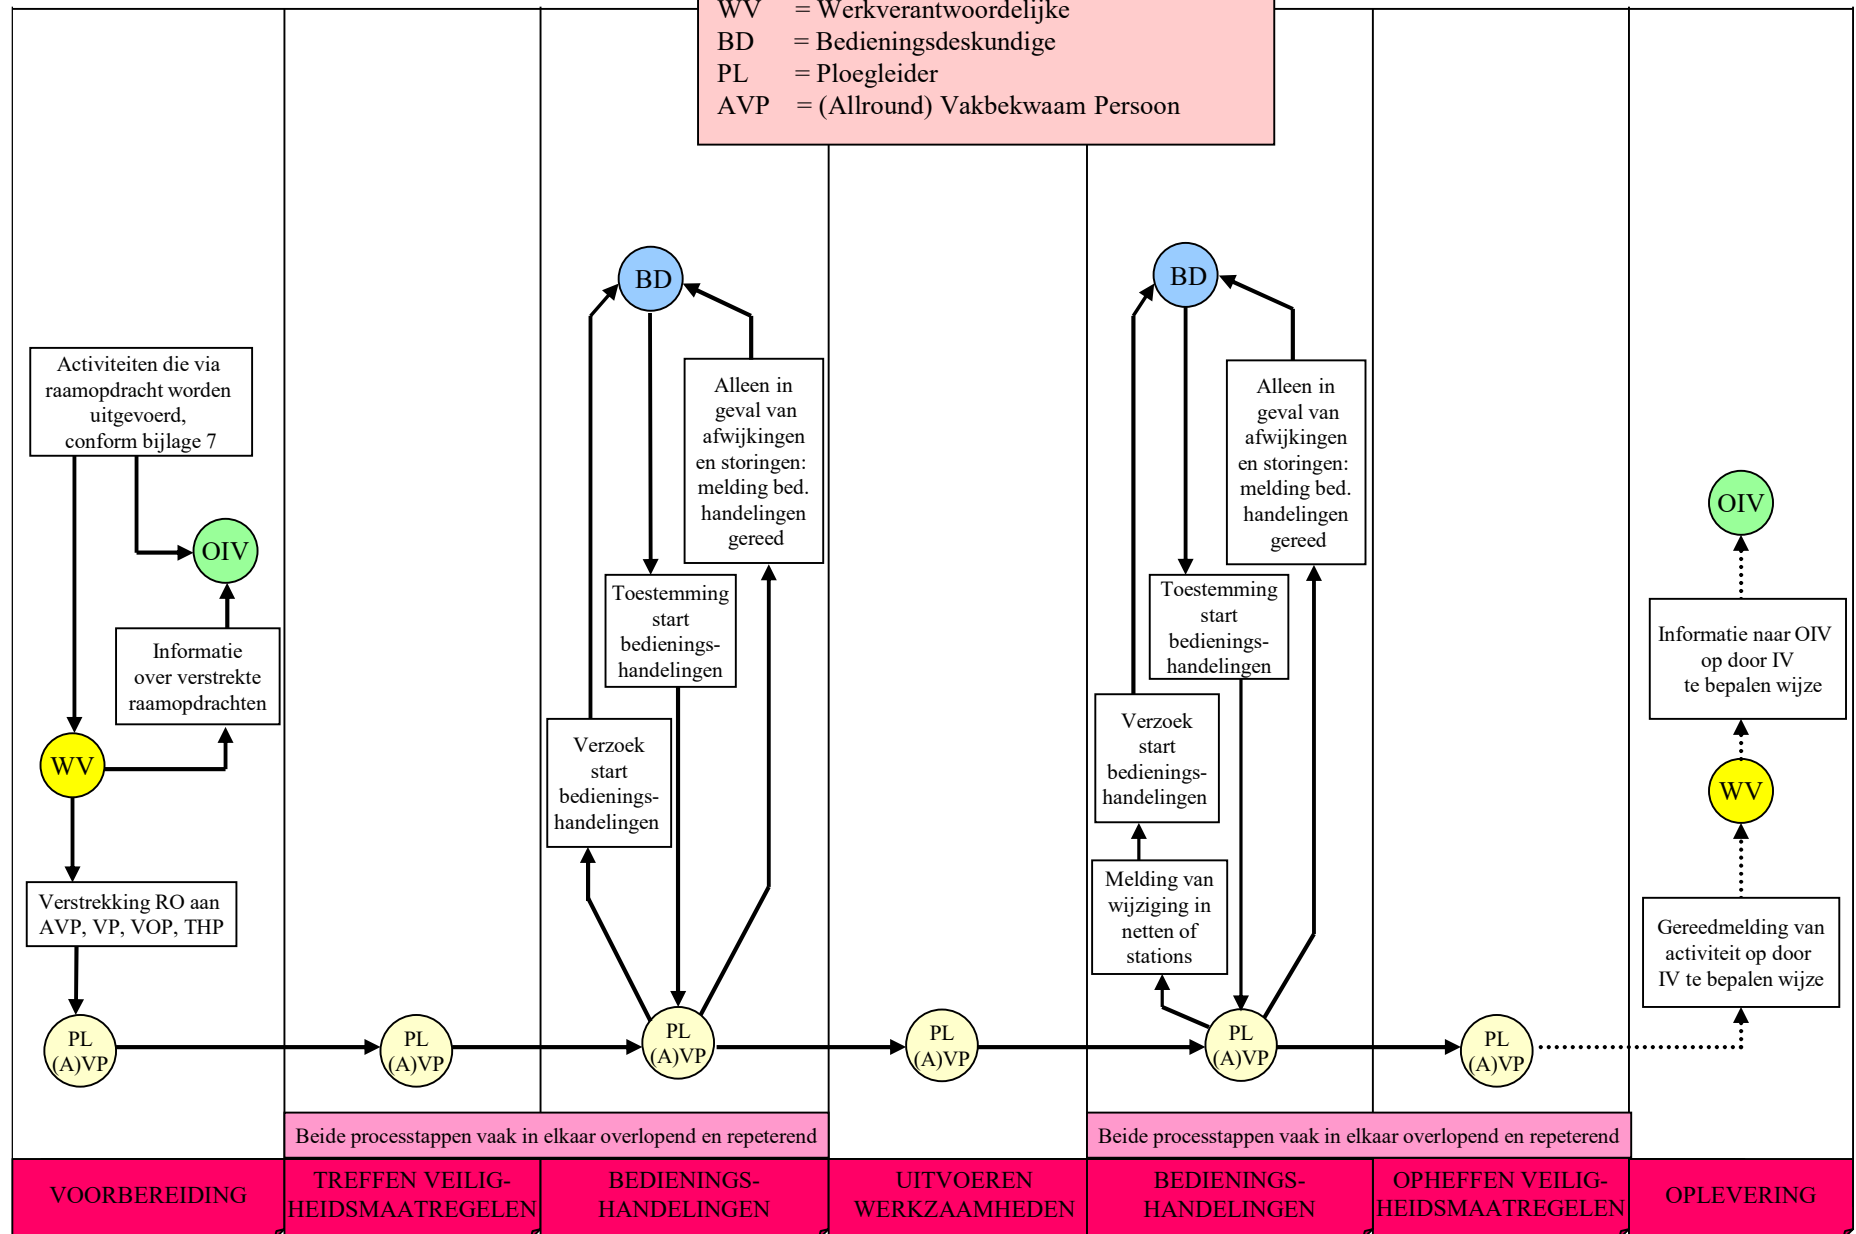 WV = Werkverantwoordelijke
BD = Bedieningsdeskundige
PL = Ploegleider
AVP = (Allround) Vakbekwaam Persoon
Activiteiten die via
raamopdracht worden
uitgevoerd,
conform bijlage 7
OIV
Informatie
over verstrekte
raamopdrachten
WV
Verstrekking RO aan
AVP, VP, VOP, THP
PL
(A)VP
PL
(A)VP
BD
Alleen in
geval van
afwijkingen
en storingen:
melding bed.
handelingen
gereed
Toestemming
start
bedienings-
handelingen
Verzoek
start
bedienings-
handelingen
PL
(A)VP
PL
(A)VP
BD
Alleen in
geval van
afwijkingen
en storingen:
melding bed.
handelingen
gereed
Toestemming
start
bedienings-
handelingen
Verzoek
start
bedienings-
handelingen
Melding van
wijziging in
netten of
stations
PL
(A)VP
PL
(A)VP
OIV
Informatie naar OIV
op door IV
te bepalen wijze
WV
Gereedmelding van
activiteit op door
IV te bepalen wijze
Beide processtappen vaak in elkaar overlopend en repeterend
Beide processtappen vaak in elkaar overlopend en repeterend
VOORBEREIDING
TREFFEN VEILIG-
HEIDSMAATREGELEN
BEDIENINGS-
HANDELINGEN
UITVOEREN
WERKZAAMHEDEN
BEDIENINGS-
HANDELINGEN
OPHEFFEN VEILIG-
HEIDSMAATREGELEN
OPLEVERING